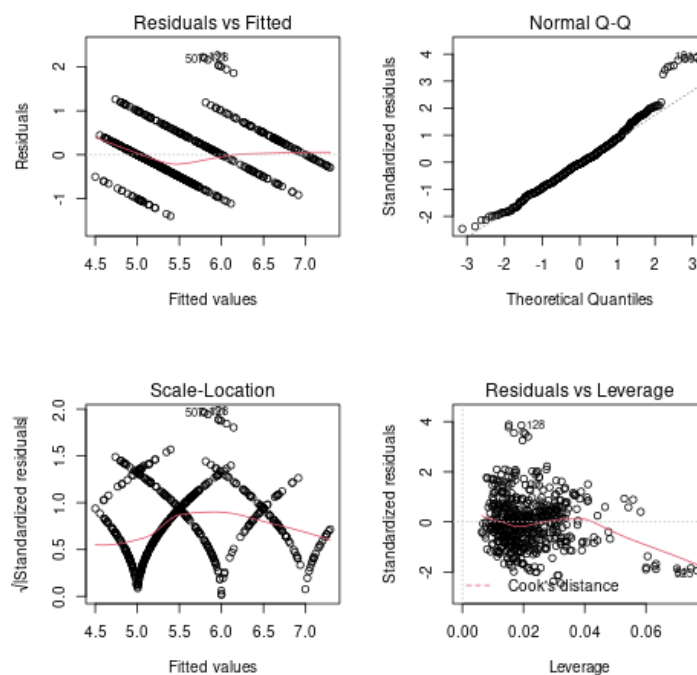 Residuals vs Fitted
Residuals
2
1
0
-1
4.5 5.0 5.5 6.0 6.5 7.0
Fitted values
Normal Q-Q
Standardized residuals
4
3
2
1
0
-1
-2
-3 -2 -1 0 1 2 3
Theoretical Quantiles
Scale-Location
√|Standardized residuals|
2.0
1.5
1.0
0.5
0.0
4.5 5.0 5.5 6.0 6.5 7.0
Fitted values
Residuals vs Leverage
Standardized residuals
4
2
0
-2
128
Cook's distance
0.00 0.02 0.04 0.06
Leverage